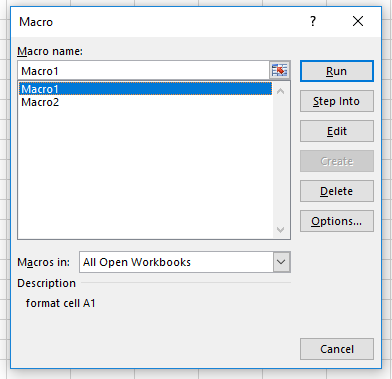 Macro
Macro name:
Macro1
Run
Macro1
Macro2
Step Into
Edit
Create
Delete
Options...
Macros in: All Open Workbooks
Description
format cell A1
Cancel